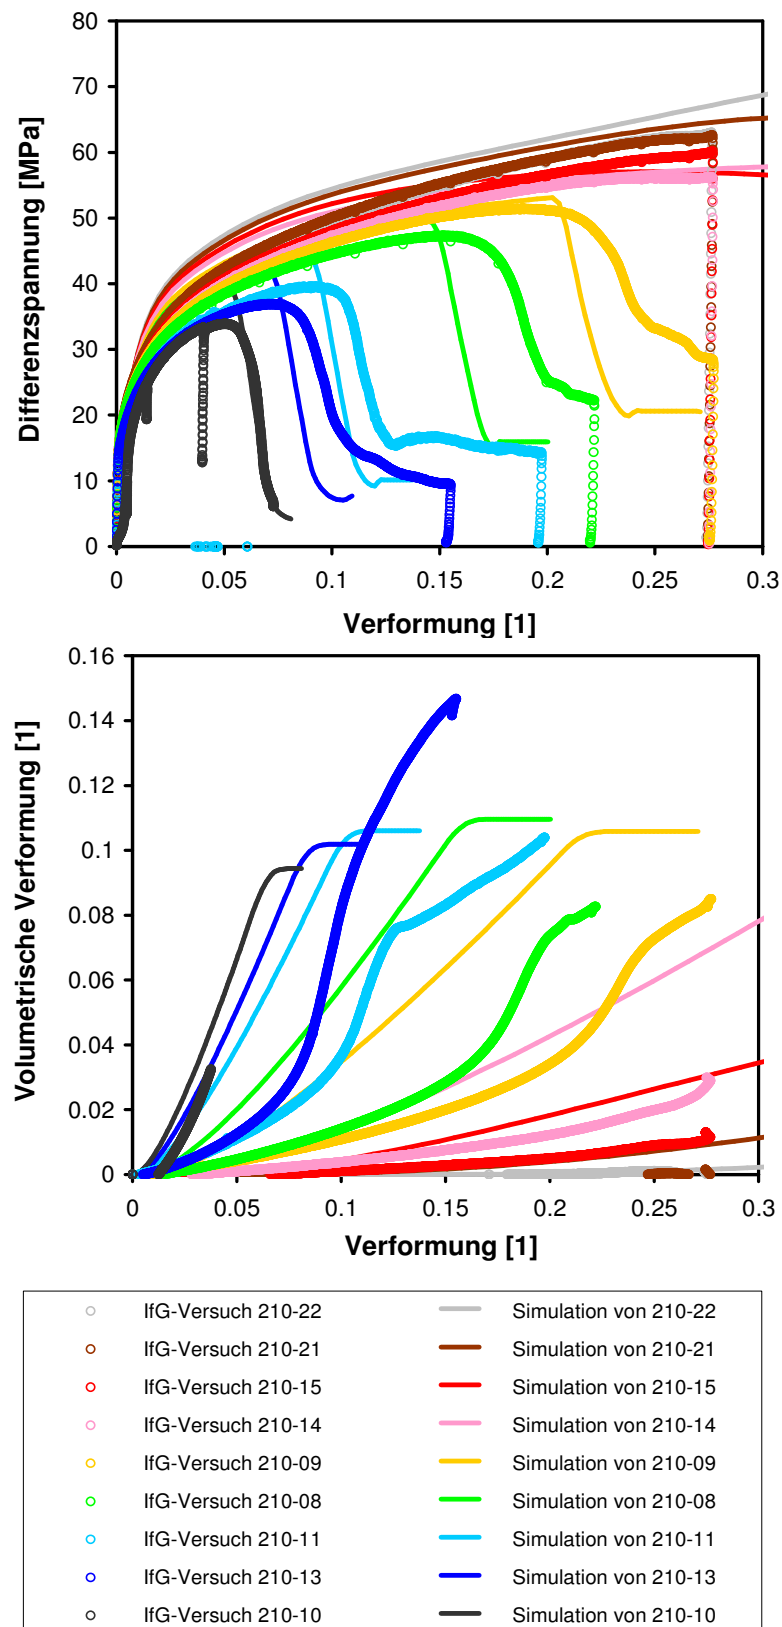 80
70
60
50
40
30
20
10
0
Differenzspannung [MPa]
0 0.05 0.1 0.15 0.2 0.25 0.3
Verformung [1]
0.16
0.14
0.12
0.1
0.08
0.06
0.04
0.02
0
Volumetrische Verformung [1]
0 0.05 0.1 0.15 0.2 0.25 0.3
Verformung [1]
IfG-Versuch 210-22 Simulation von 210-22
IfG-Versuch 210-21 Simulation von 210-21
IfG-Versuch 210-15 Simulation von 210-15
IfG-Versuch 210-14 Simulation von 210-14
IfG-Versuch 210-09 Simulation von 210-09
IfG-Versuch 210-08 Simulation von 210-08
IfG-Versuch 210-11 Simulation von 210-11
IfG-Versuch 210-13 Simulation von 210-13
IfG-Versuch 210-10 Simulation von 210-10